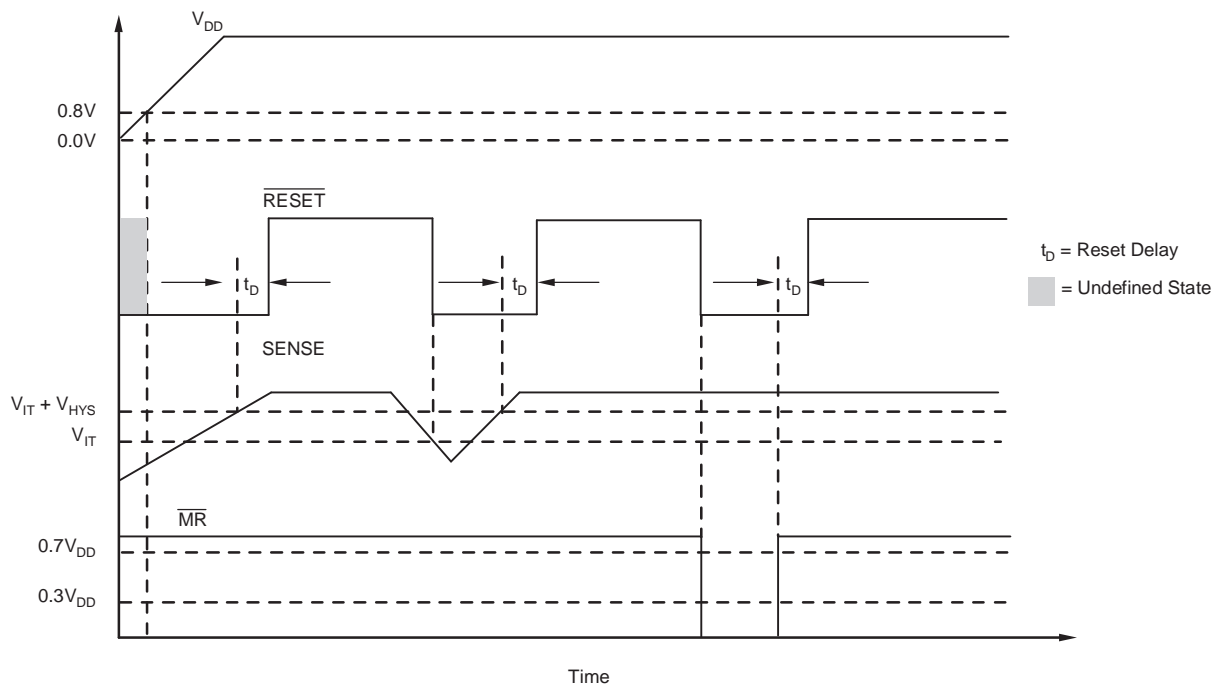 VDD
0.8V
0.0V
RESET
tD
tD
tD
tD = Reset Delay
= Undefined State
SENSE
VIT + VHYS
VIT
MR
0.7VDD
0.3VDD
Time